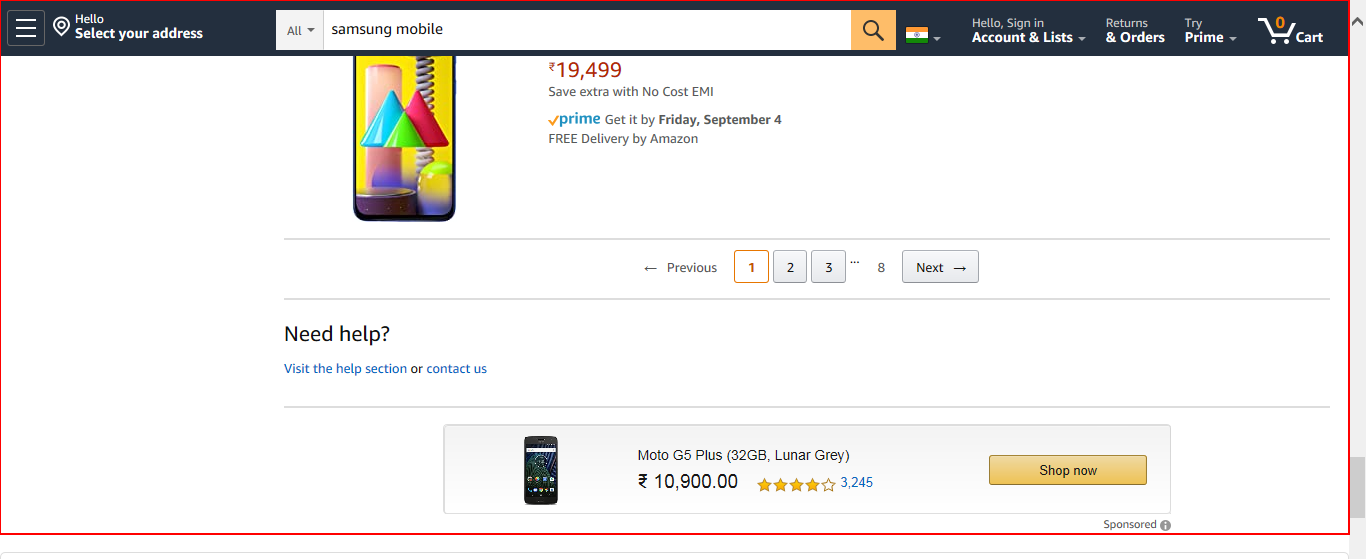 Hello
Select your address
All
samsung mobile
Hello, Sign in
Account & Lists
Returns
& Orders
Try
Prime
0
Cart
₹19,499
Save extra with No Cost EMI
prime Get it by Friday, September 4
FREE Delivery by Amazon
← Previous 1 2 3 ... 8 Next →
Need help?
Visit the help section or contact us
Moto G5 Plus (32GB, Lunar Grey)
₹ 10,900.00 3,245
Shop now
Sponsored